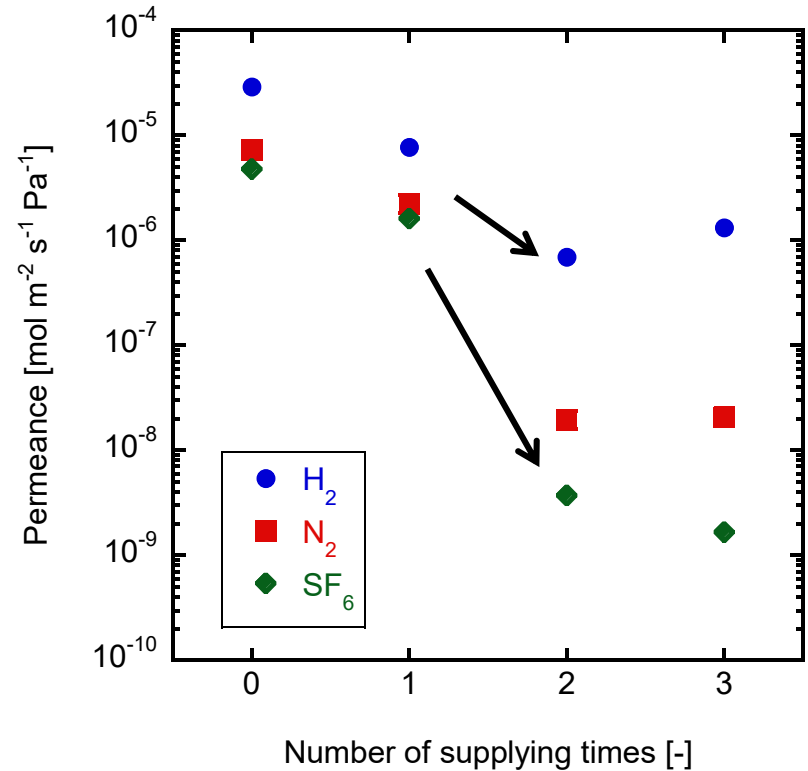 Permeance [mol m⁻² s⁻¹ Pa⁻¹]
10⁻⁴
10⁻⁵
10⁻⁶
10⁻⁷
10⁻⁸
10⁻⁹
10⁻¹⁰
H₂
N₂
SF₆
0 1 2 3
Number of supplying times [-]